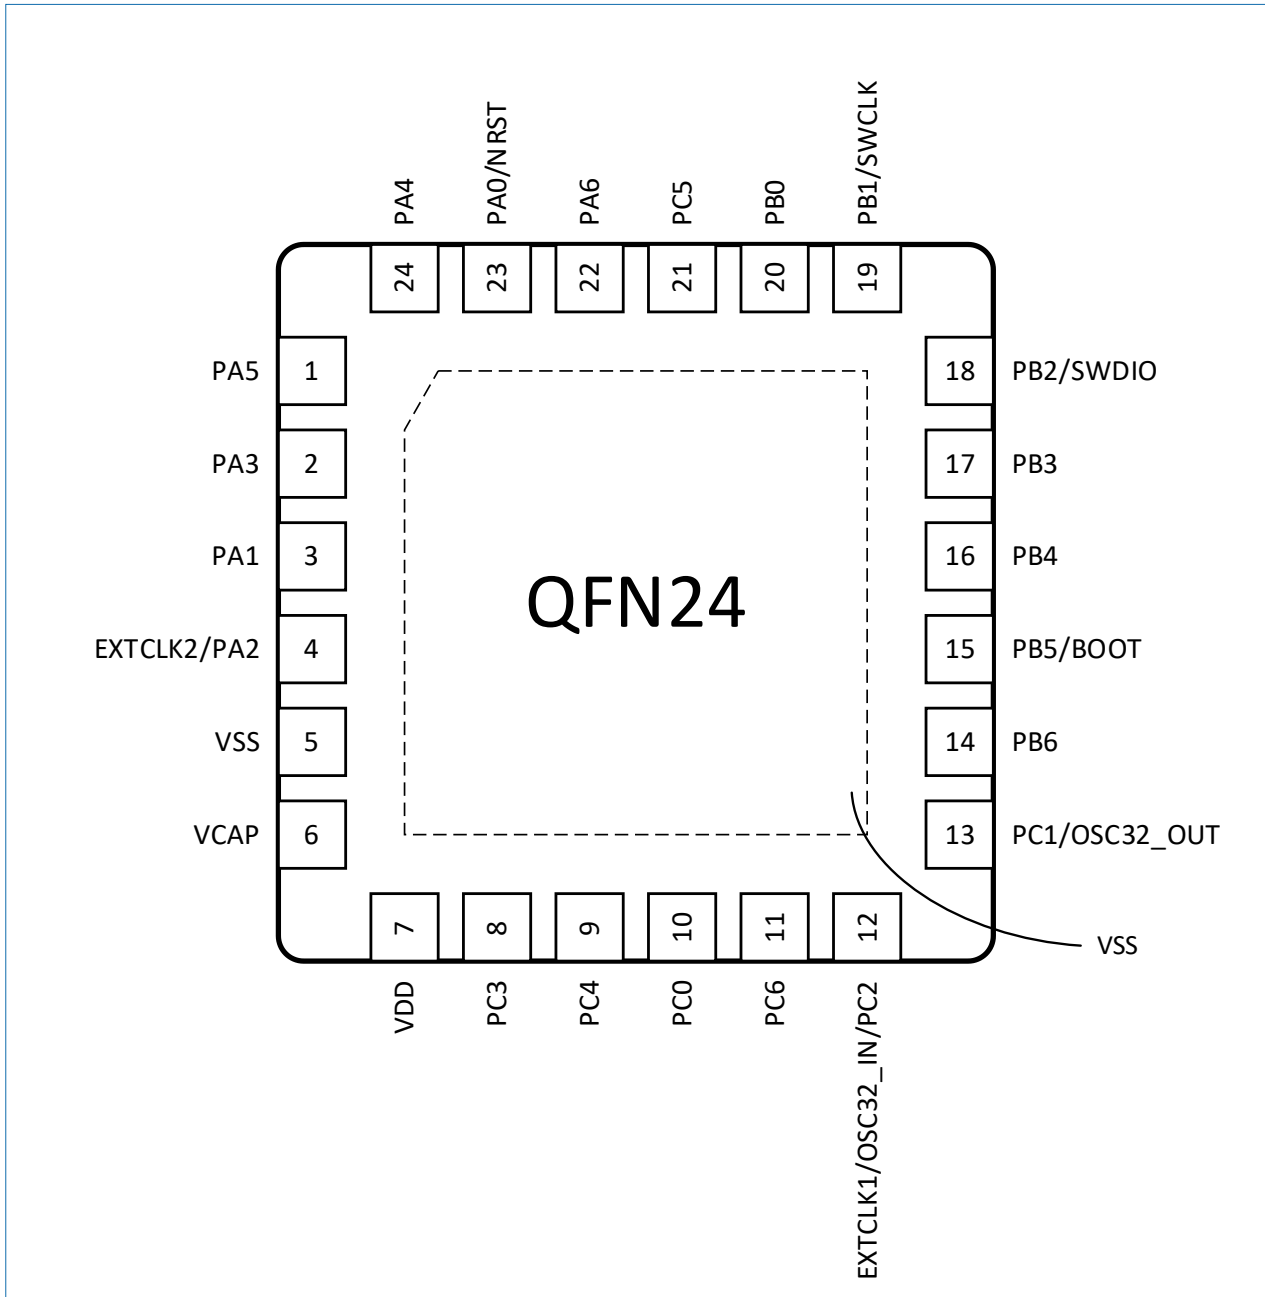 PA4
PA0/NRST
PA6
PC5
PB0
PB1/SWCLK
24
23
22
21
20
19
PA5 1
18 PB2/SWDIO
PA3 2
17 PB3
PA1 3
16 PB4
QFN24
EXTCLK2/PA2 4
15 PB5/BOOT
VSS 5
14 PB6
VCAP 6
13 PC1/OSC32_OUT
7
8
9
10
11
12
VSS
VDD
PC3
PC4
PC0
PC6
EXTCLK1/OSC32_IN/PC2